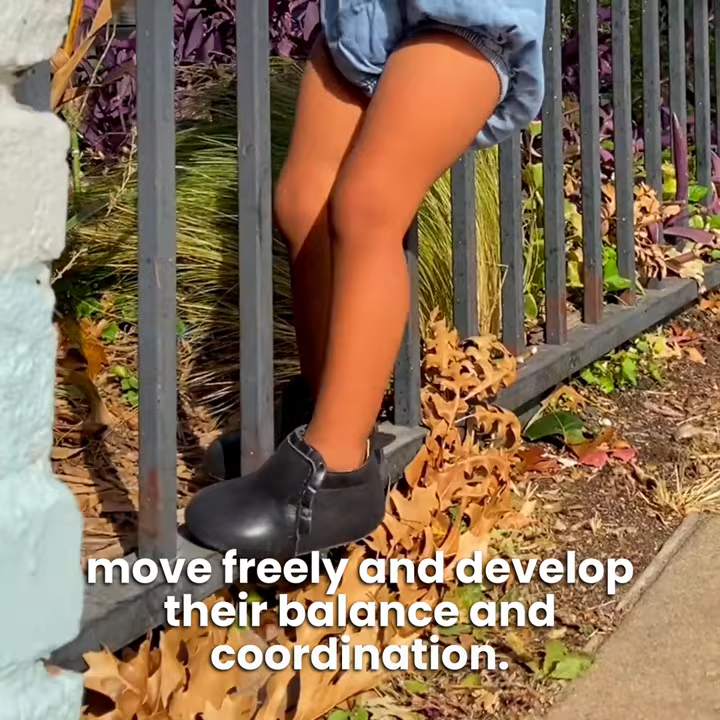 move freely and develop
their balance and
coordination.